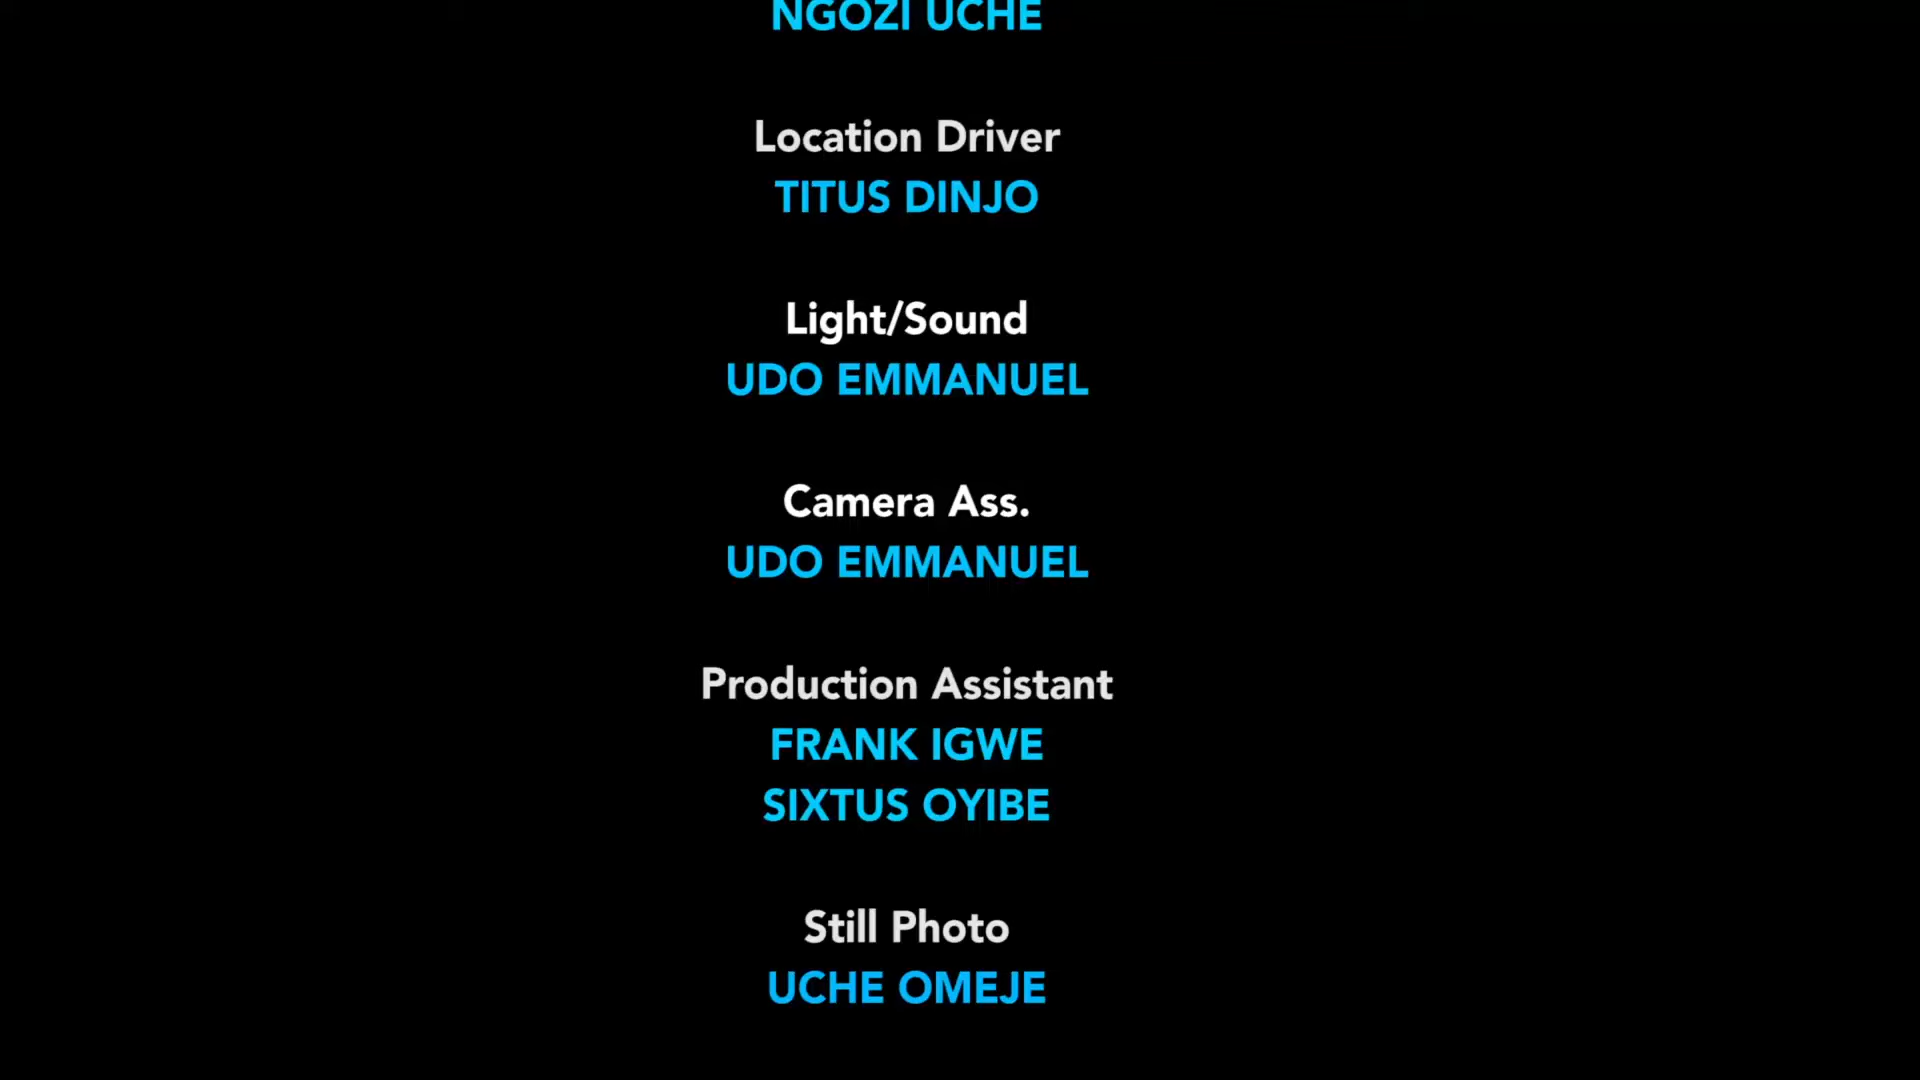 NGOZI UCHE
Location Driver
TITUS DINJO
Light/Sound
UDO EMMANUEL
Camera Ass.
UDO EMMANUEL
Production Assistant
FRANK IGWE
SIXTUS OYIBE
Still Photo
UCHE OMEJE